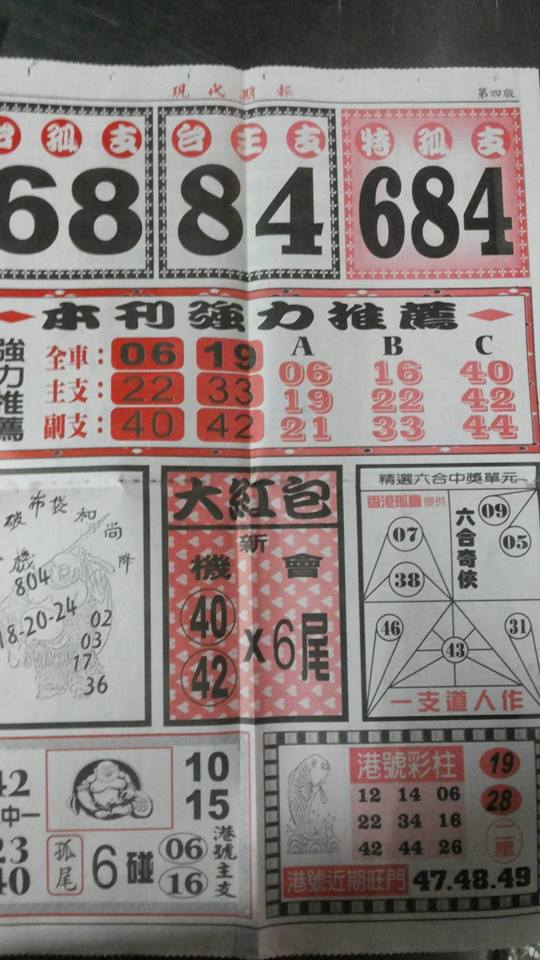 現代期報
第四版
孤支
台王支
特孤支
68
84
684
本刊強力推薦
強力推薦
全車：06 19
主支：22 33
副支：40 42
A B C
06 16 40
19 22 42
21 33 44
破布袋和尚降
機
804
18-20-24
02
03
17
36
大紅包
新
機會
40
42
x6尾
精選六合中獎單元
香港孤鷹提供
六合奇俠
09
05
07
38
46
31
43
一支道人作
42
中一
23
40
10
15
孤尾
6碰
06
16
港號主支
港號彩柱
12 14 06
22 34 16
42 44 26
19
28
二星
港號近期旺門 47.48.49